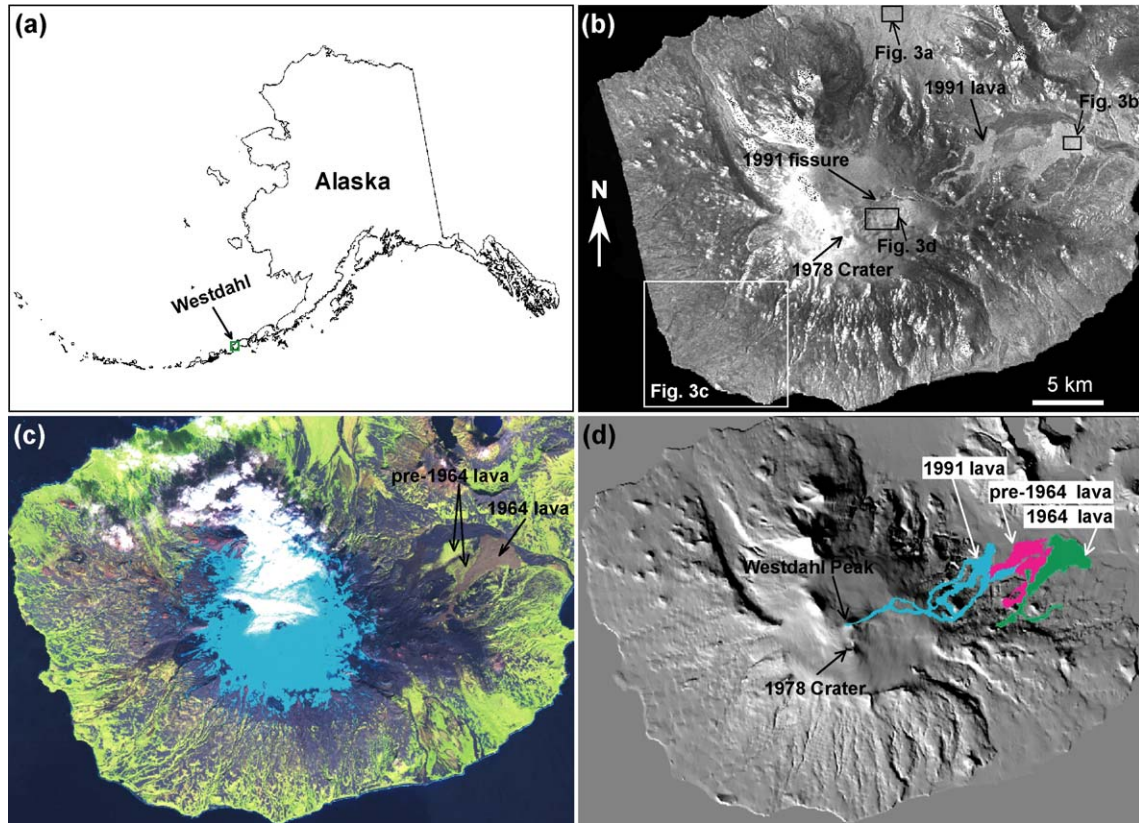 (a)
Alaska
Westdahl
(b)
Fig. 3a
1991 lava
Fig. 3b
1991 fissure
N
Fig. 3d
1978 Crater
Fig. 3c
5 km
(c)
pre-1964 lava
1964 lava
(d)
1991 lava
pre-1964 lava
1964 lava
Westdahl Peak
1978 Crater